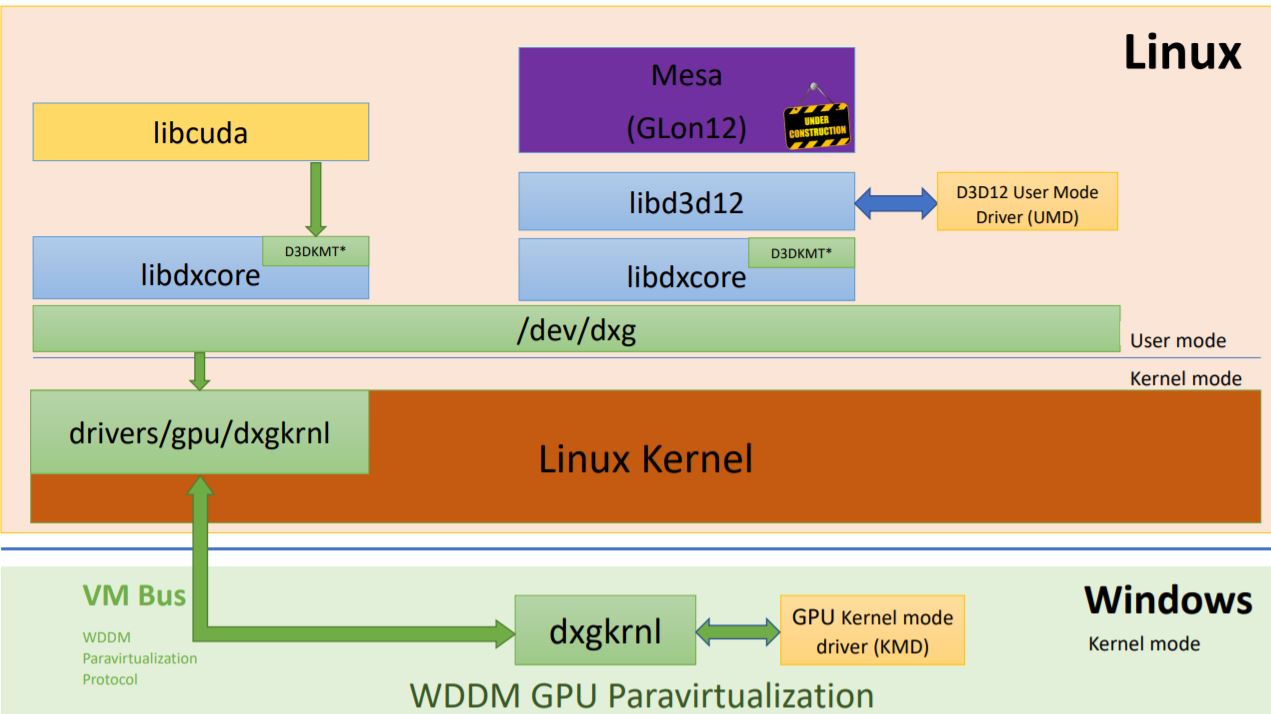 Linux
Mesa
(GLon12)
UNDER
CONSTRUCTION
libcuda
libd3d12
D3D12 User Mode
Driver (UMD)
D3DKMT*
libdxcore
D3DKMT*
libdxcore
/dev/dxg
User mode
Kernel mode
drivers/gpu/dxgkrnl
Linux Kernel
VM Bus
WDDM
Paravirtualization
Protocol
dxgkrnl
GPU Kernel mode
driver (KMD)
Windows
Kernel mode
WDDM GPU Paravirtualization